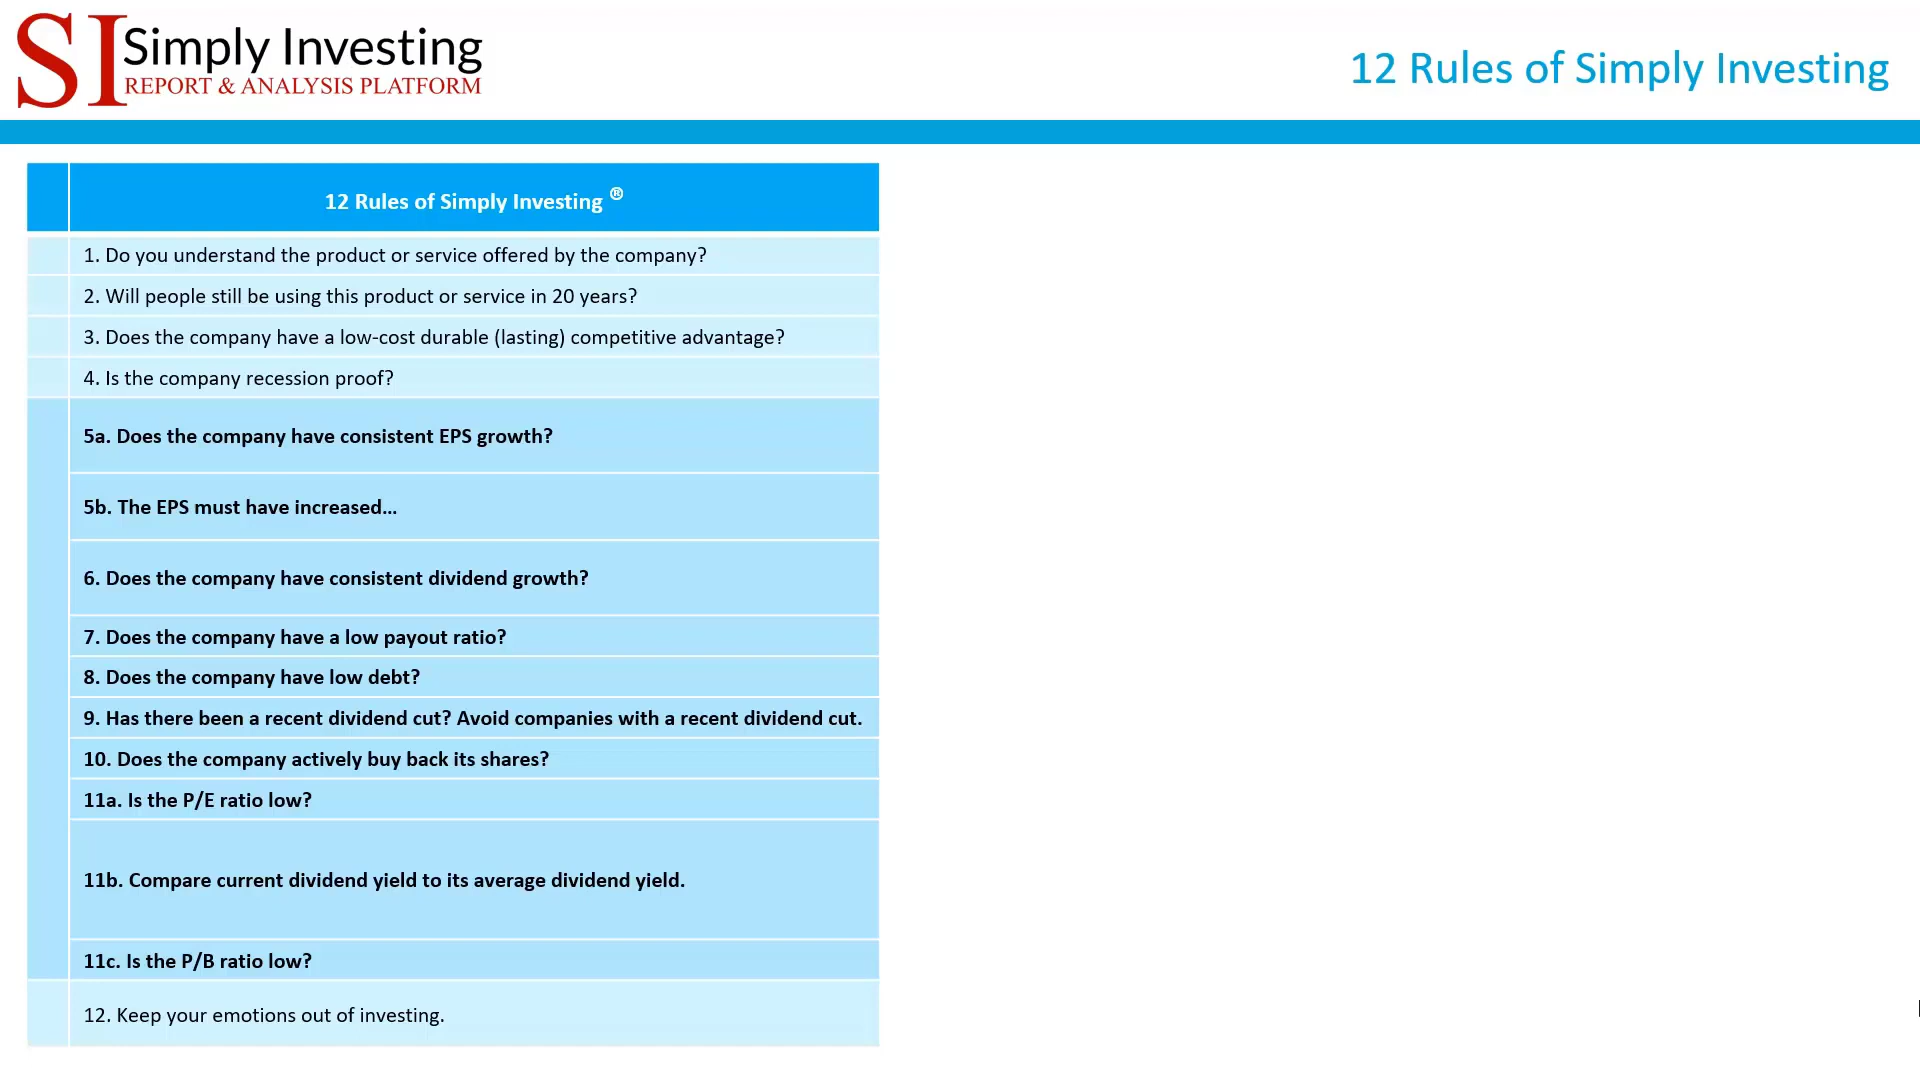 SI Simply Investing
REPORT & ANALYSIS PLATFORM
12 Rules of Simply Investing
12 Rules of Simply Investing ®
1. Do you understand the product or service offered by the company?
2. Will people still be using this product or service in 20 years?
3. Does the company have a low-cost durable (lasting) competitive advantage?
4. Is the company recession proof?
5a. Does the company have consistent EPS growth?
5b. The EPS must have increased...
6. Does the company have consistent dividend growth?
7. Does the company have a low payout ratio?
8. Does the company have low debt?
9. Has there been a recent dividend cut? Avoid companies with a recent dividend cut.
10. Does the company actively buy back its shares?
11a. Is the P/E ratio low?
11b. Compare current dividend yield to its average dividend yield.
11c. Is the P/B ratio low?
12. Keep your emotions out of investing.